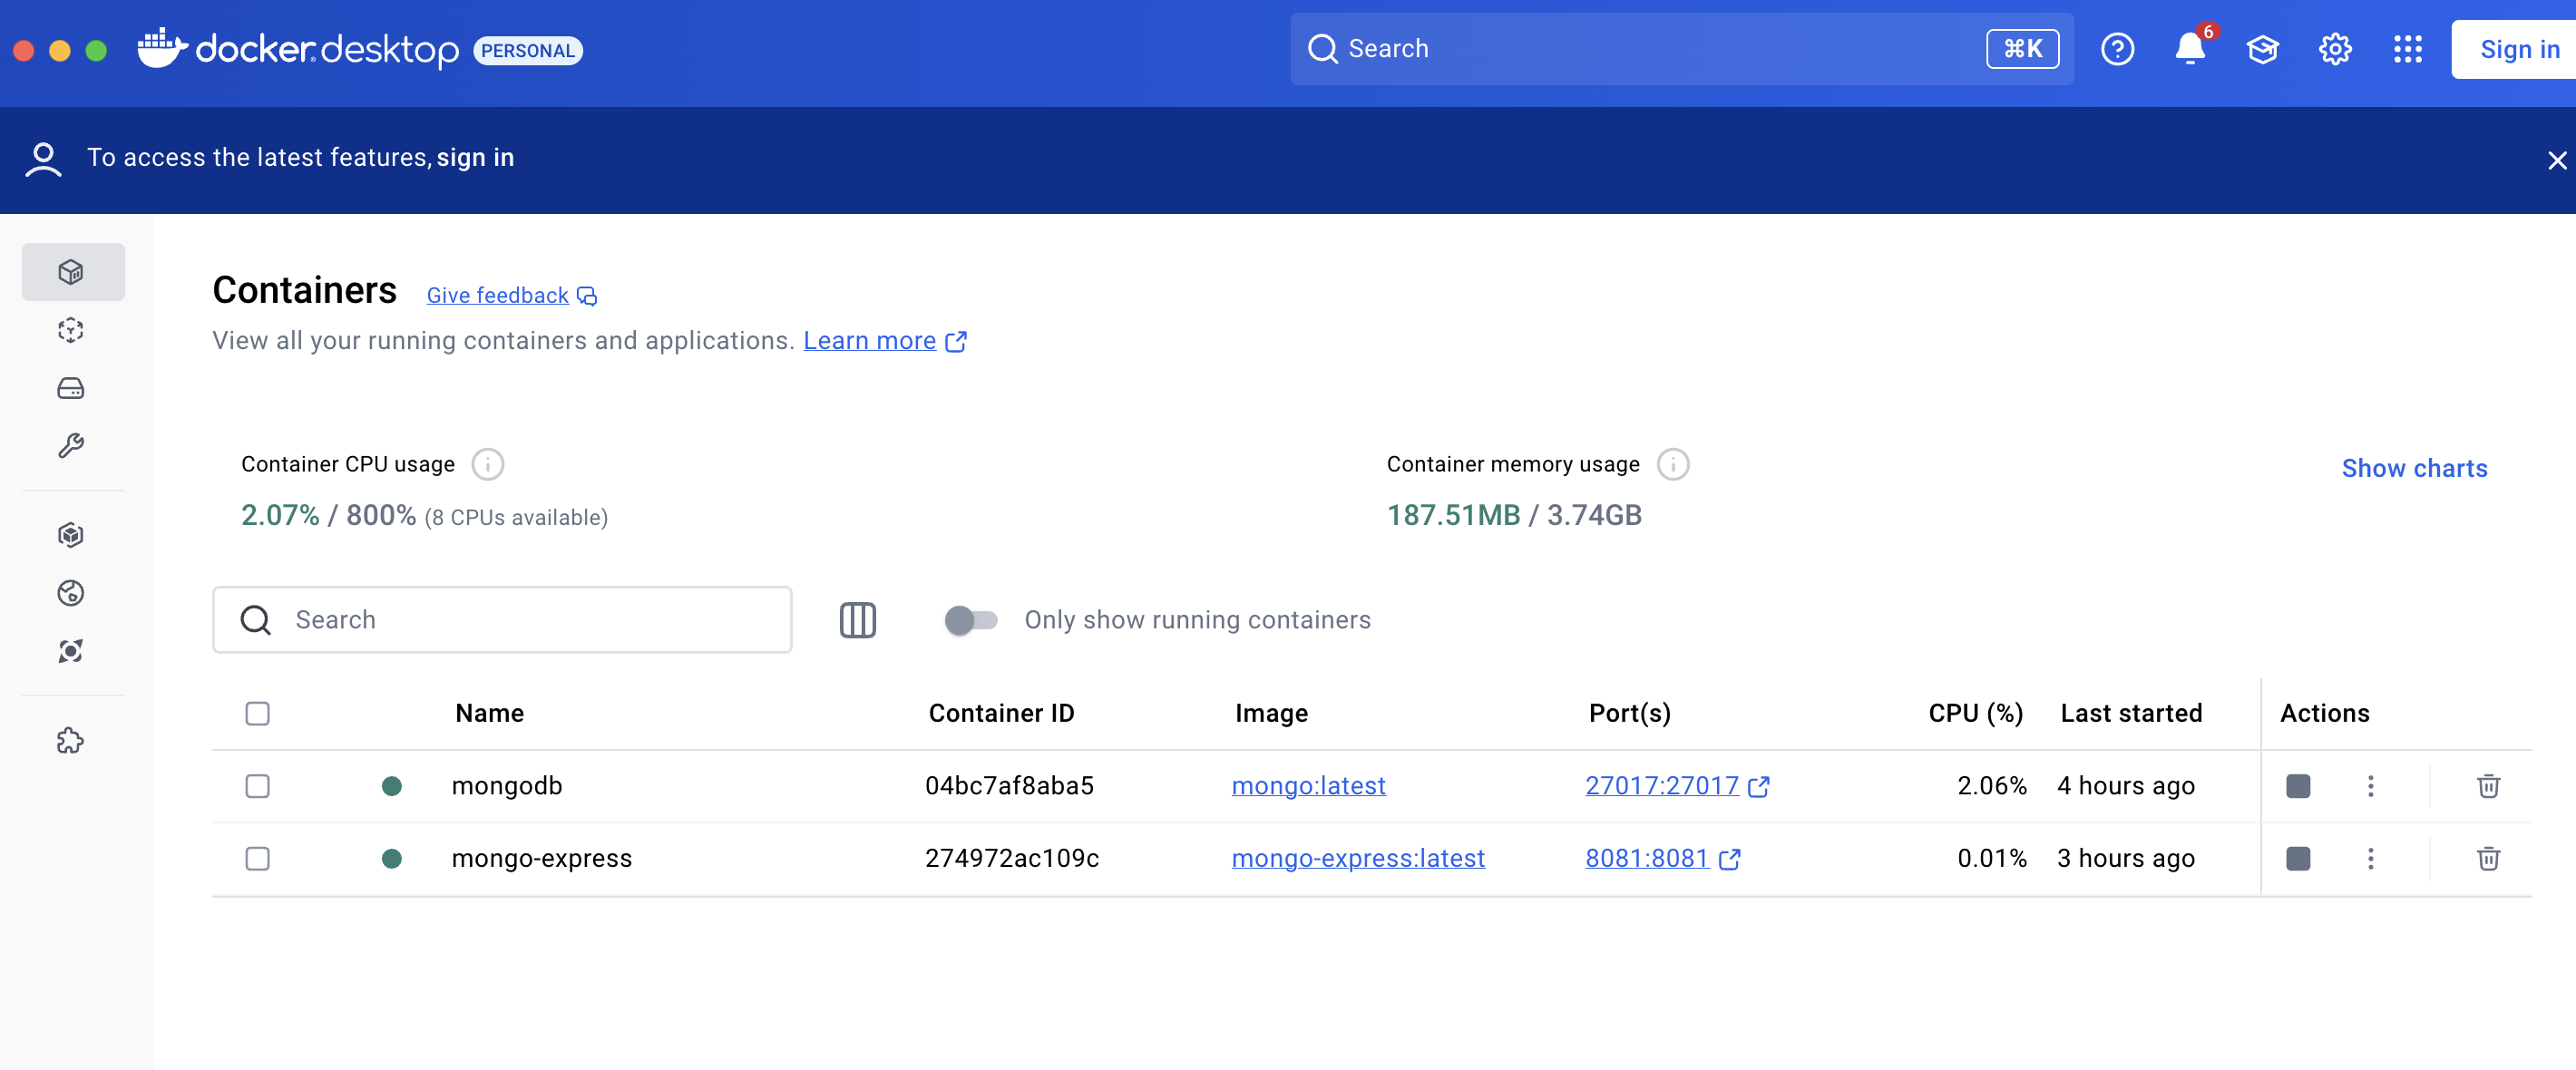 docker desktop PERSONAL
Search ⌘K
6
Sign in
To access the latest features, sign in
Containers Give feedback
View all your running containers and applications. Learn more
Container CPU usage
2.07% / 800% (8 CPUs available)
Container memory usage
187.51MB / 3.74GB
Show charts
Search
Only show running containers
Name Container ID Image Port(s) CPU (%) Last started Actions
mongodb 04bc7af8aba5 mongo:latest 27017:27017 2.06% 4 hours ago
mongo-express 274972ac109c mongo-express:latest 8081:8081 0.01% 3 hours ago